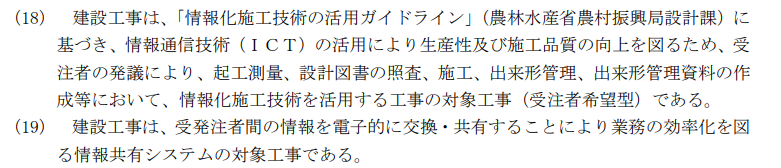 (18) 建設工事は、「情報化施工技術の活用ガイドライン」（農林水産省農村振興局設計課）に
基づき、情報通信技術（ＩＣＴ）の活用により生産性及び施工品質の向上を図るため、受
注者の発議により、起工測量、設計図書の照査、施工、出来形管理、出来形管理資料の作
成等において、情報化施工技術を活用する工事の対象工事（受注者希望型）である。
(19) 建設工事は、受発注者間の情報を電子的に交換・共有することにより業務の効率化を図
る情報共有システムの対象工事である。